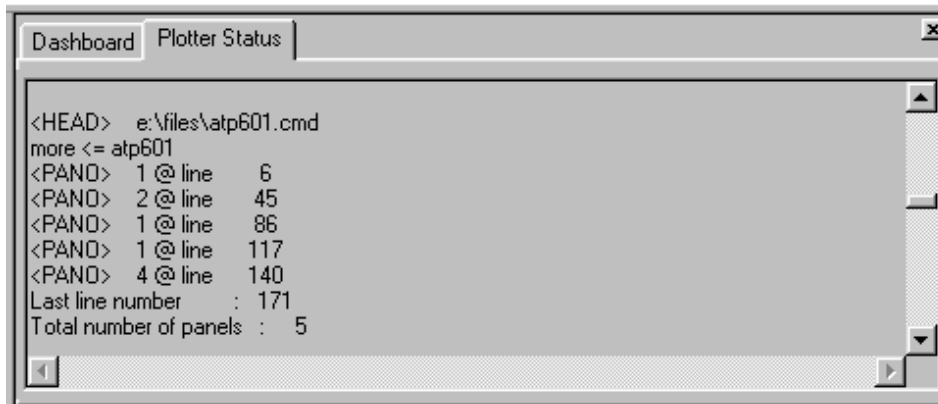 Dashboard Plotter Status
<HEAD> e:\files\atp601.cmd
more <= atp601
<PANO> 1 @ line 6
<PANO> 2 @ line 45
<PANO> 1 @ line 86
<PANO> 1 @ line 117
<PANO> 4 @ line 140
Last line number : 171
Total number of panels : 5